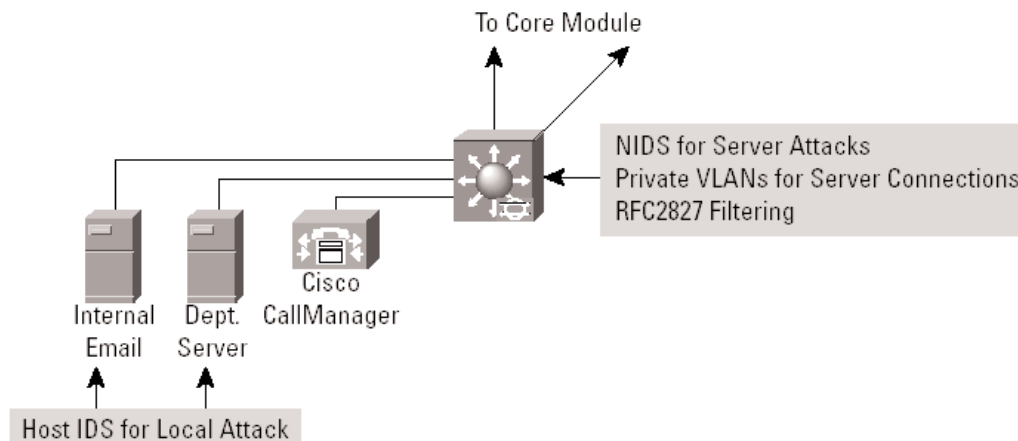 To Core Module
NIDS for Server Attacks
Private VLANs for Server Connections
RFC2827 Filtering
Internal
Email
Dept.
Server
Cisco
CallManager
Host IDS for Local Attack